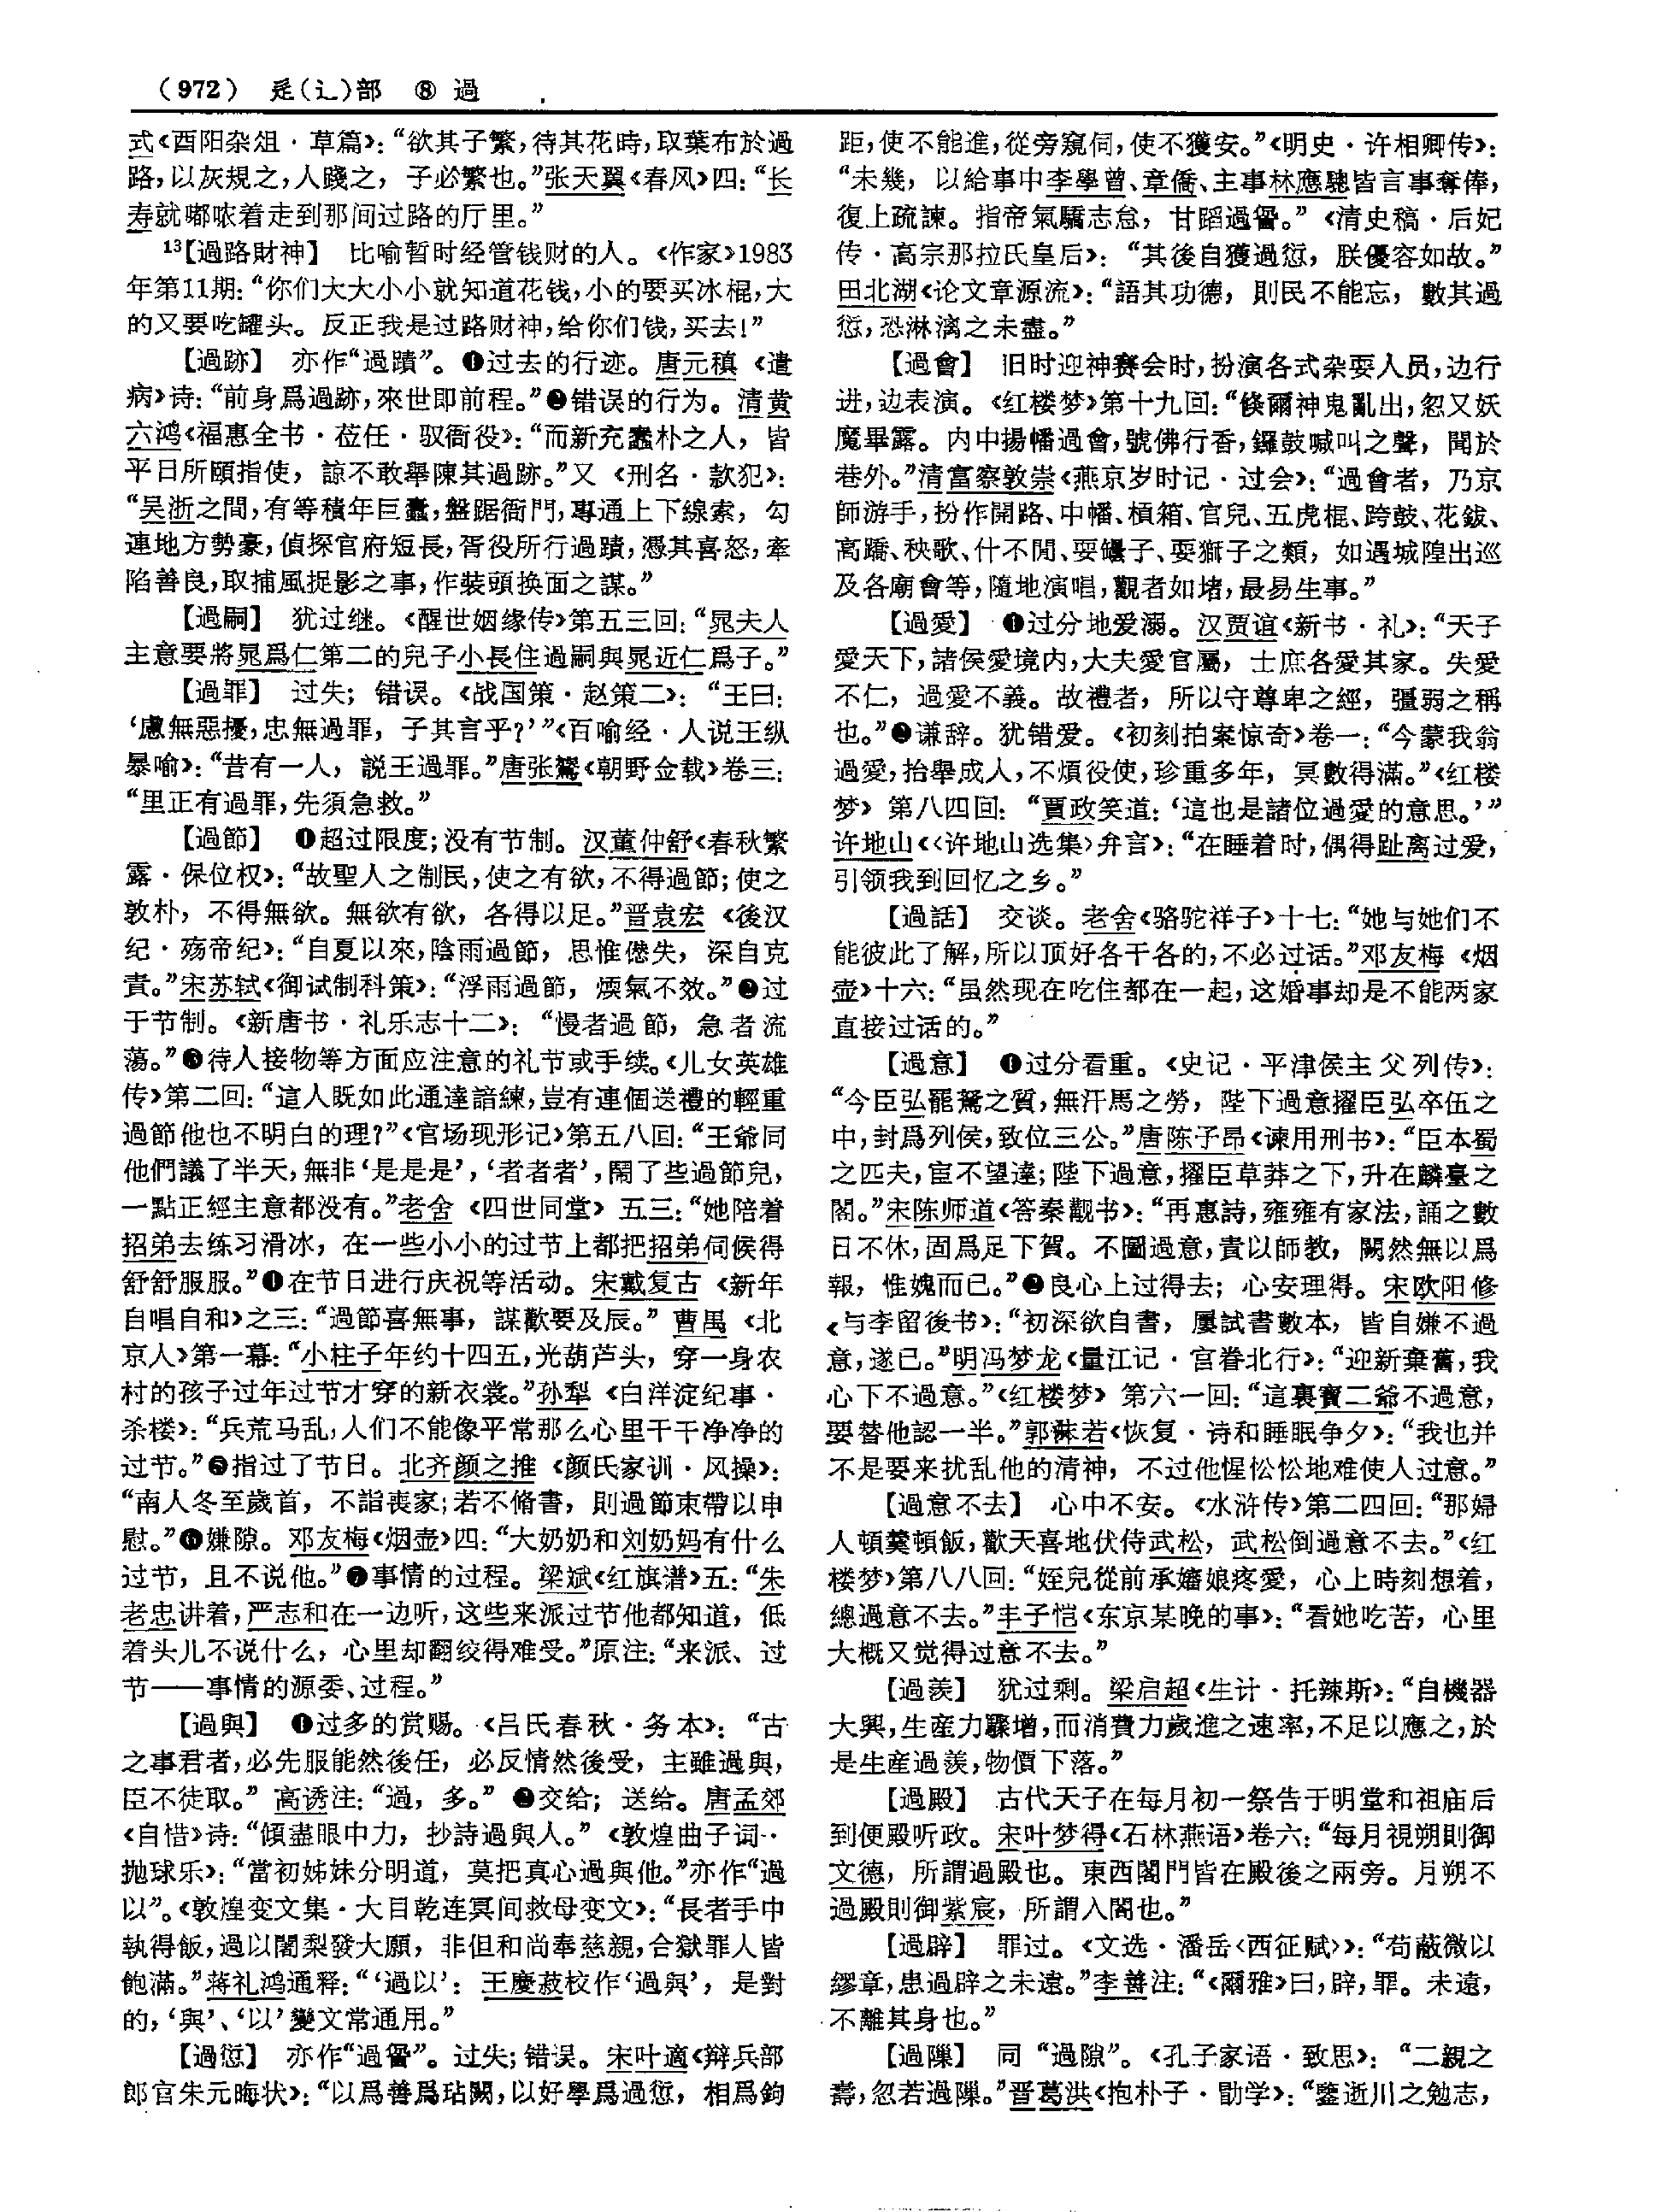 （972） 辵(辶)部 ⑧ 過
式《酉阳杂俎·草篇》：“欲其子繁，待其花時，取葉布於過
路，以灰規之，人踐之， 子必繁也。”张天翼《春风》四：“长
寿就嘟哝着走到那间过路的厅里。”
¹³【過路財神】 比喻暂时经管钱财的人。《作家》1983
年第11期：“你们大大小小就知道花钱，小的要买冰棍，大
的又要吃罐头。反正我是过路财神，给你们钱，买去！”
【過跡】 亦作“過蹟”。❶过去的行迹。唐元稹《遣
病》诗：“前身爲過跡，來世即前程。”❷错误的行为。清黄
六鸿《福惠全书·莅任·驭衙役》：“而新充蠹朴之人， 皆
平日所頤指使， 諒不敢舉陳其過跡。”又《刑名·款犯》：
“吴浙之間，有等積年巨蠹，盤踞衙門，專通上下線索， 勾
連地方勢豪，偵探官府短長，胥役所行過蹟，憑其喜怒，牽
陷善良，取捕風捉影之事，作裝頭换面之謀。”
【過嗣】 犹过继。《醒世姻缘传》第五三回：“晁夫人
主意要將晁爲仁第二的兒子小長住過嗣與晁近仁爲子。”
【過罪】 过失；错误。《战国策·赵策二》：“王曰：
‘慮無惡擾，忠無過罪， 子其言乎？’”《百喻经·人说王纵
暴喻》：“昔有一人， 説王過罪。”唐张鷟《朝野佥载》卷三：
“里正有過罪，先須急救。”
【過節】 ❶超过限度；没有节制。汉董仲舒《春秋繁
露·保位权》：“故聖人之制民，使之有欲，不得過節；使之
敦朴， 不得無欲。無欲有欲， 各得以足。”晋袁宏《後汉
纪·殇帝纪》：“自夏以來，陰雨過節， 思惟愆失， 深自克
責。”宋苏轼《御试制科策》：“浮雨過節， 燠氣不效。”❷过
于节制。《新唐书·礼乐志十二》：“慢者過節， 急者流
蕩。”❸待人接物等方面应注意的礼节或手续。《儿女英雄
传》第二回：“這人既如此通達諳練，豈有連個送禮的輕重
過節他也不明白的理？”《官场现形记》第五八回：“王爺同
他們議了半天，無非‘是是是’，‘者者者’，鬧了些過節兒，
一點正經主意都没有。”老舍《四世同堂》五三：“她陪着
招弟去练习滑冰， 在一些小小的过节上都把招弟伺候得
舒舒服服。”❹在节日进行庆祝等活动。宋戴复古《新年
自唱自和》之三：“過節喜無事， 謀歡要及辰。”曹禺《北
京人》第一幕：“小柱子年约十四五，光葫芦头， 穿一身农
村的孩子过年过节才穿的新衣裳。”孙犁《白洋淀纪事·
杀楼》：“兵荒马乱，人们不能像平常那么心里干干净净的
过节。”❺指过了节日。北齐颜之推《颜氏家训·风操》：
“南人冬至歲首， 不詣喪家；若不脩書， 則過節束帶以申
慰。”❻嫌隙。邓友梅《烟壶》四：“大奶奶和刘奶妈有什么
过节， 且不说他。”❼事情的过程。梁斌《红旗谱》五：“朱
老忠讲着，严志和在一边听，这些来派过节他都知道， 低
着头儿不说什么， 心里却翻绞得难受。”原注：“来派、过
节——事情的源委、过程。”
【過與】 ❶过多的赏赐。《吕氏春秋·务本》：“古
之事君者，必先服能然後任， 必反情然後受， 主雖過與，
臣不徒取。”高诱注：“過， 多。”❷交给； 送给。唐孟郊
《自惜》诗：“傾盡眼中力， 抄詩過與人。”《敦煌曲子词·
抛球乐》：“當初姊妹分明道， 莫把真心過與他。”亦作“過
以”。《敦煌变文集·大目乾连冥间救母变文》：“長者手中
執得飯，過以闍梨發大願， 非但和尚奉慈親，合獄罪人皆
飽滿。”蒋礼鸿通释：“‘過以’： 王慶菽校作‘過與’， 是對
的，‘與’、‘以’變文常通用。”
【過愆】 亦作“過諐”。过失；错误。宋叶適《辩兵部
郎官朱元晦状》：“以爲善爲玷闕，以好學爲過愆， 相爲鈎
距，使不能進，從旁窺伺，使不獲安。”《明史·许相卿传》：
“未幾， 以給事中李學曾、章僑、主事林應驄皆言事奪俸，
復上疏諫。指帝氣驕志怠， 甘蹈過諐。”《清史稿·后妃
传·高宗那拉氏皇后》：“其後自獲過愆， 朕優容如故。”
田北湖《论文章源流》：“語其功德， 則民不能忘， 數其過
愆，恐淋漓之未盡。”
【過會】 旧时迎神赛会时，扮演各式杂耍人员，边行
进，边表演。《红楼梦》第十九回：“倏爾神鬼亂出，忽又妖
魔畢露。内中揚幡過會，號佛行香，鑼鼓喊叫之聲， 聞於
巷外。”清富察敦崇《燕京岁时记·过会》：“過會者， 乃京
師游手，扮作開路、中幡、槓箱、官兒、五虎棍、跨鼓、花鈸、
高蹻、秧歌、什不閒、耍罎子、耍獅子之類， 如遇城隍出巡
及各廟會等，隨地演唱，觀者如堵，最易生事。”
【過愛】 ❶过分地爱溺。汉贾谊《新书·礼》：“天子
愛天下，諸侯愛境内，大夫愛官屬， 士庶各愛其家。失愛
不仁， 過愛不義。故禮者， 所以守尊卑之經， 彊弱之稱
也。”❷谦辞。犹错爱。《初刻拍案惊奇》卷一：“今蒙我翁
過愛，抬舉成人，不煩役使，珍重多年， 冥數得滿。”《红楼
梦》第八四回：“賈政笑道：‘這也是諸位過愛的意思。’”
许地山《〈许地山选集〉弁言》：“在睡着时，偶得趾离过爱，
引领我到回忆之乡。”
【過話】 交谈。老舍《骆驼祥子》十七：“她与她们不
能彼此了解，所以顶好各干各的，不必过话。”邓友梅《烟
壶》十六：“虽然现在吃住都在一起，这婚事却是不能两家
直接过话的。”
【過意】 ❶过分看重。《史记·平津侯主父列传》：
“今臣弘罷駑之質，無汗馬之勞， 陛下過意擢臣弘卒伍之
中，封爲列侯，致位三公。”唐陈子昂《谏用刑书》：“臣本蜀
之匹夫，宦不望達；陛下過意，擢臣草莽之下，升在麟臺之
閣。”宋陈师道《答秦觏书》：“再惠詩，雍雍有家法，誦之數
日不休，固爲足下賀。不圖過意，責以師教， 闕然無以爲
報， 惟媿而已。”❷良心上过得去； 心安理得。宋欧阳修
《与李留後书》：“初深欲自書， 屢試書數本， 皆自嫌不過
意，遂已。”明冯梦龙《量江记·宫眷北行》：“迎新棄舊，我
心下不過意。”《红楼梦》第六一回：“這裏寶二爺不過意，
要替他認一半。”郭沫若《恢复·诗和睡眠争夕》：“我也并
不是要来扰乱他的清神， 不过他惺忪忪地难使人过意。”
【過意不去】 心中不安。《水浒传》第二四回：“那婦
人頓羹頓飯，歡天喜地伏侍武松， 武松倒過意不去。”《红
楼梦》第八八回：“姪兒從前承嬸娘疼愛， 心上時刻想着，
總過意不去。”丰子恺《东京某晚的事》：“看她吃苦， 心里
大概又觉得过意不去。”
【過羨】 犹过剩。梁启超《生计·托辣斯》：“自機器
大興，生産力驟增，而消費力歲進之速率，不足以應之，於
是生産過羨，物價下落。”
【過殿】 古代天子在每月初一祭告于明堂和祖庙后
到便殿听政。宋叶梦得《石林燕语》卷六：“每月視朔則御
文德， 所謂過殿也。東西閤門皆在殿後之兩旁。月朔不
過殿則御紫宸， 所謂入閤也。”
【過辟】 罪过。《文选·潘岳〈西征赋〉》：“苟蔽微以
繆章，患過辟之未遠。”李善注：“《爾雅》曰，辟，罪。未遠，
不離其身也。”
【過隟】 同“過隙”。《孔子家语·致思》：“二親之
壽，忽若過隟。”晋葛洪《抱朴子·勖学》：“鑒逝川之勉志，